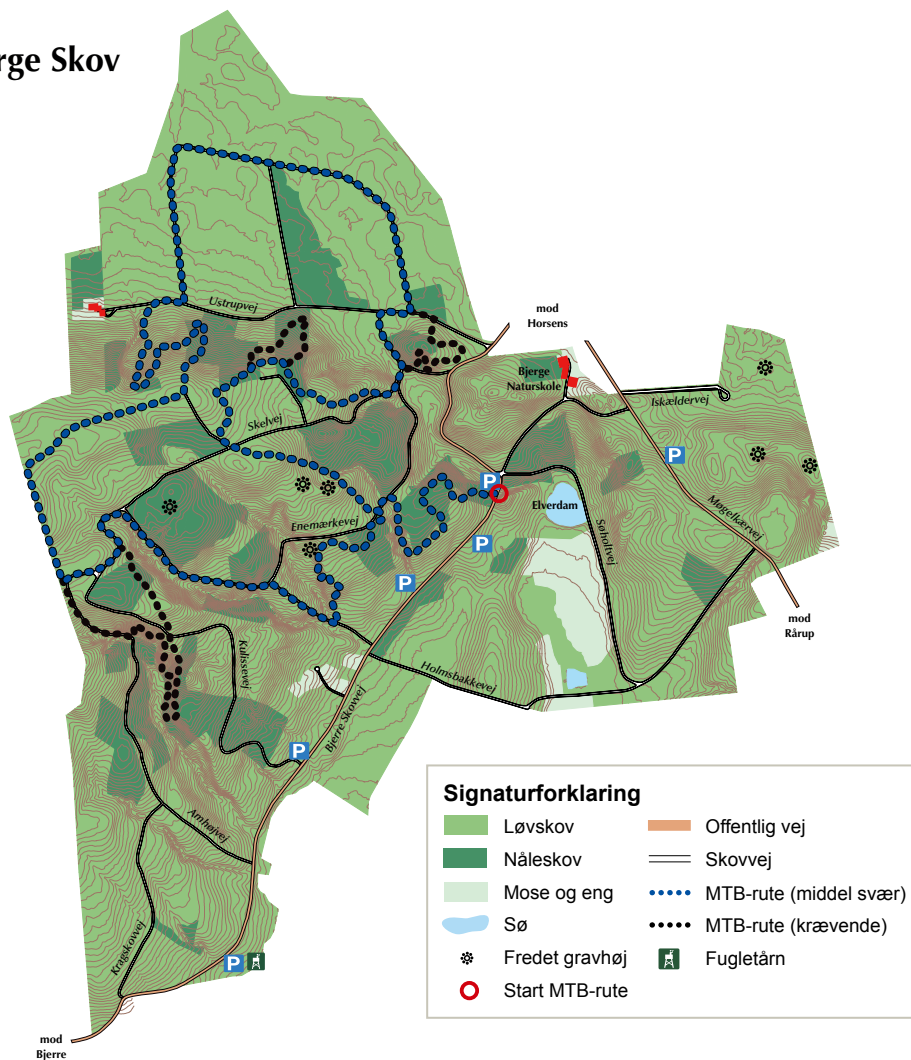 rge Skov
Ustrupvej
mod
Horsens
Bjerge
Naturskole
Iskældervej
Skelvej
P
P
Elverdam
Enemærkevej
Søholtvej
Møgelkærvej
P
P
mod
Rårup
Kulissevej
Holmsbakkevej
Bjerre Skovvej
P
Amhøjvej
Kragskovvej
P
mod
Bjerre
Signaturforklaring
Løvskov
Nåleskov
Mose og eng
Sø
Fredet gravhøj
Start MTB-rute
Offentlig vej
Skovvej
MTB-rute (middel svær)
MTB-rute (krævende)
Fugletårn